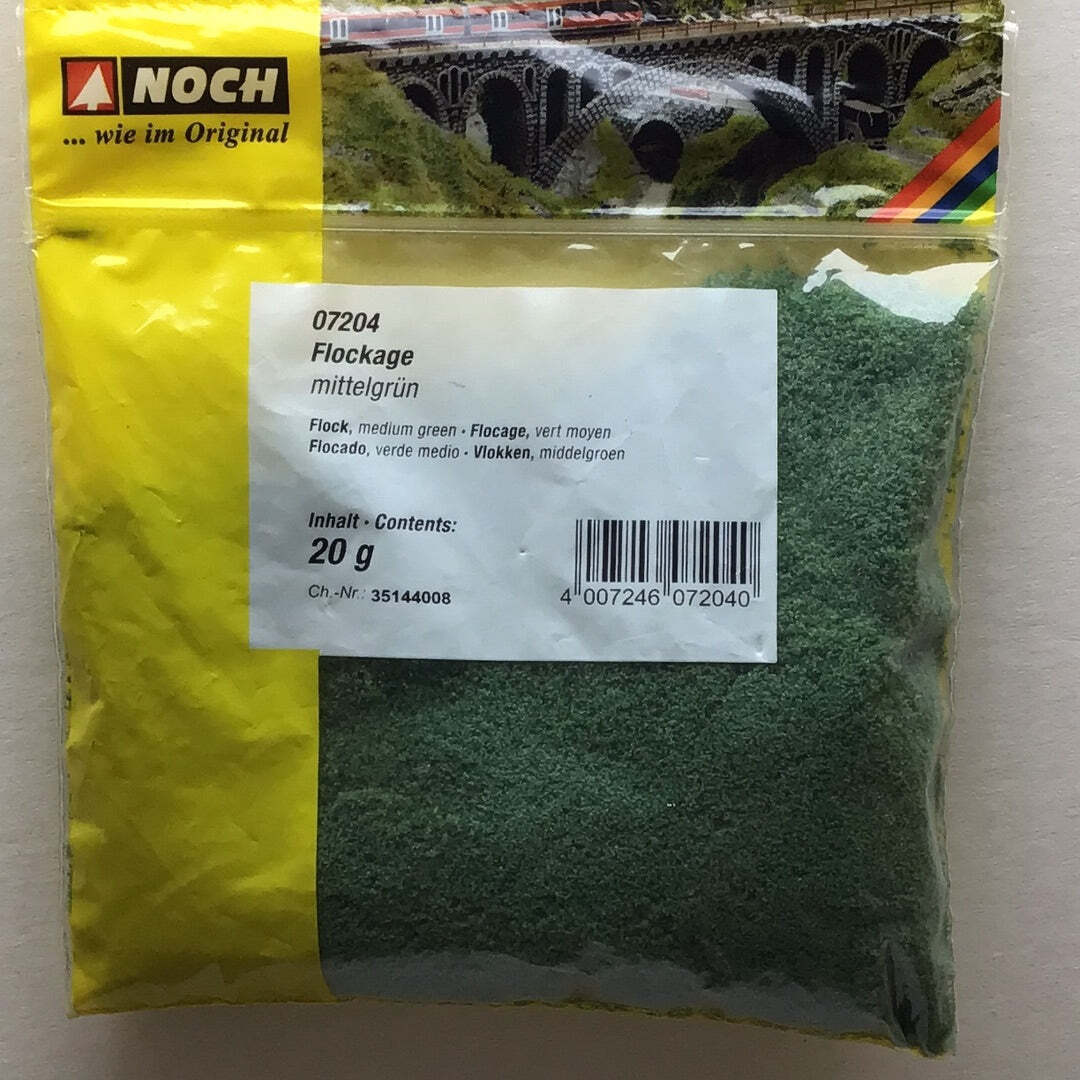 NOCH
... wie im Original
07204
Flockage
mittelgrün
Flock, medium green • Flocage, vert moyen
Flocado, verde medio • Vlokken, middelgroen
Inhalt • Contents:
20 g
Ch.-Nr.: 35144008
4 007246 072040